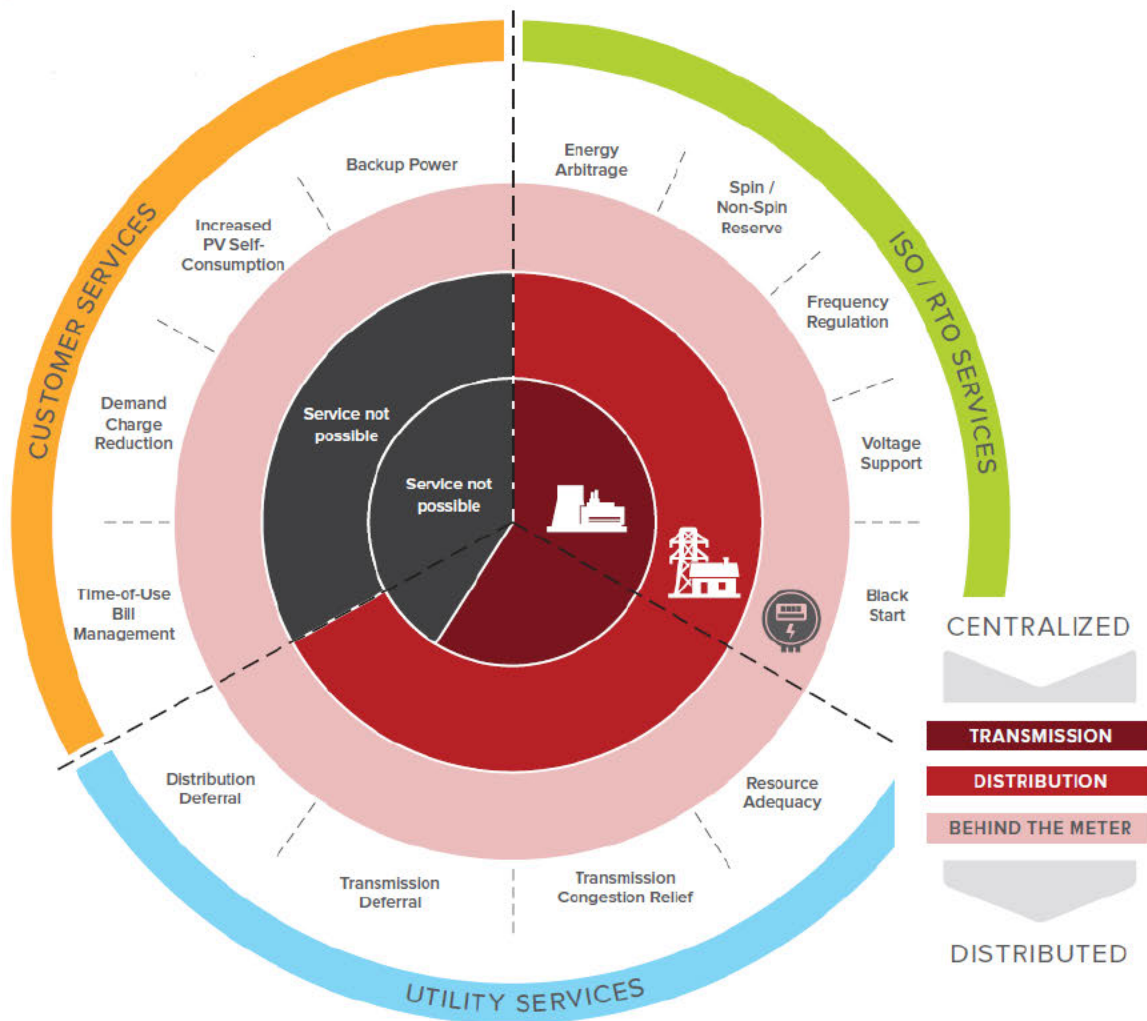 CUSTOMER SERVICES
ISO / RTO SERVICES
UTILITY SERVICES
Backup Power
Increased
PV Self-
Consumption
Demand
Charge
Reduction
Time-of-Use
Bill
Management
Energy
Arbitrage
Spin /
Non-Spin
Reserve
Frequency
Regulation
Voltage
Support
Black
Start
Resource
Adequacy
Transmission
Congestion Relief
Transmission
Deferral
Distribution
Deferral
Service not
possible
Service not
possible
CENTRALIZED
TRANSMISSION
DISTRIBUTION
BEHIND THE METER
DISTRIBUTED